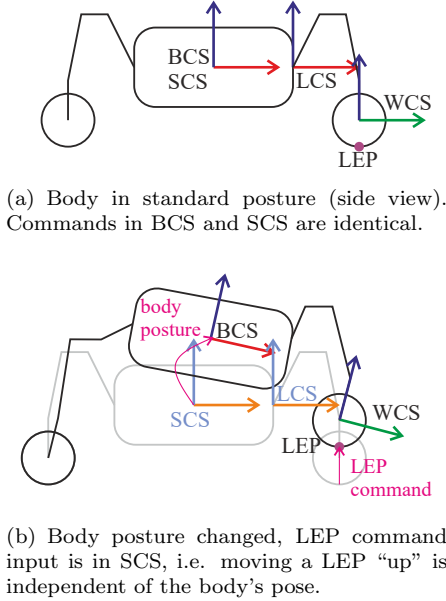 BCS
SCS
LCS
WCS
LEP
(a) Body in standard posture (side view).
Commands in BCS and SCS are identical.
body
posture
BCS
SCS
LCS
WCS
LEP
LEP
command
(b) Body posture changed, LEP command
input is in SCS, i.e. moving a LEP “up” is
independent of the body’s pose.